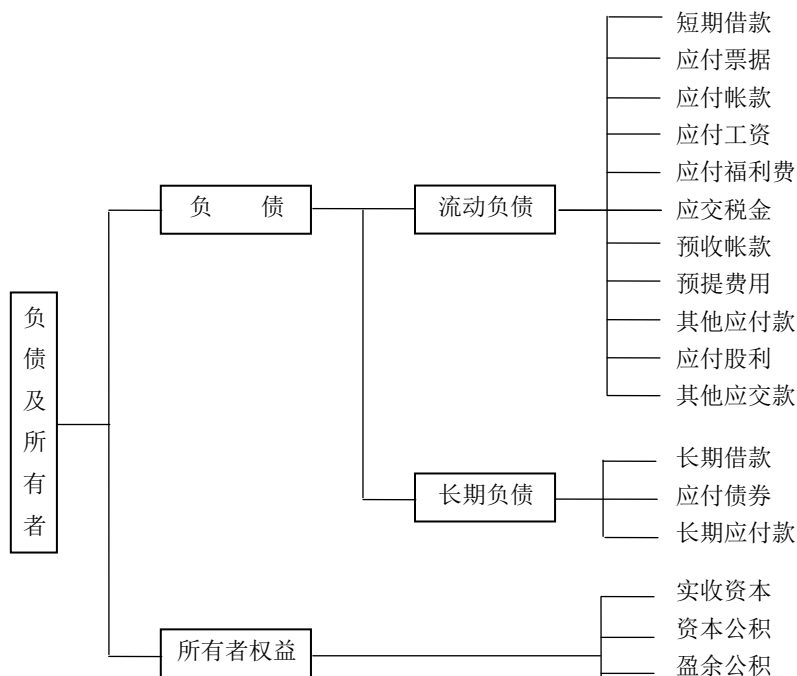 负债及所有者
负 债
流动负债
短期借款
应付票据
应付帐款
应付工资
应付福利费
应交税金
预收帐款
预提费用
其他应付款
应付股利
其他应交款
长期负债
长期借款
应付债券
长期应付款
所有者权益
实收资本
资本公积
盈余公积